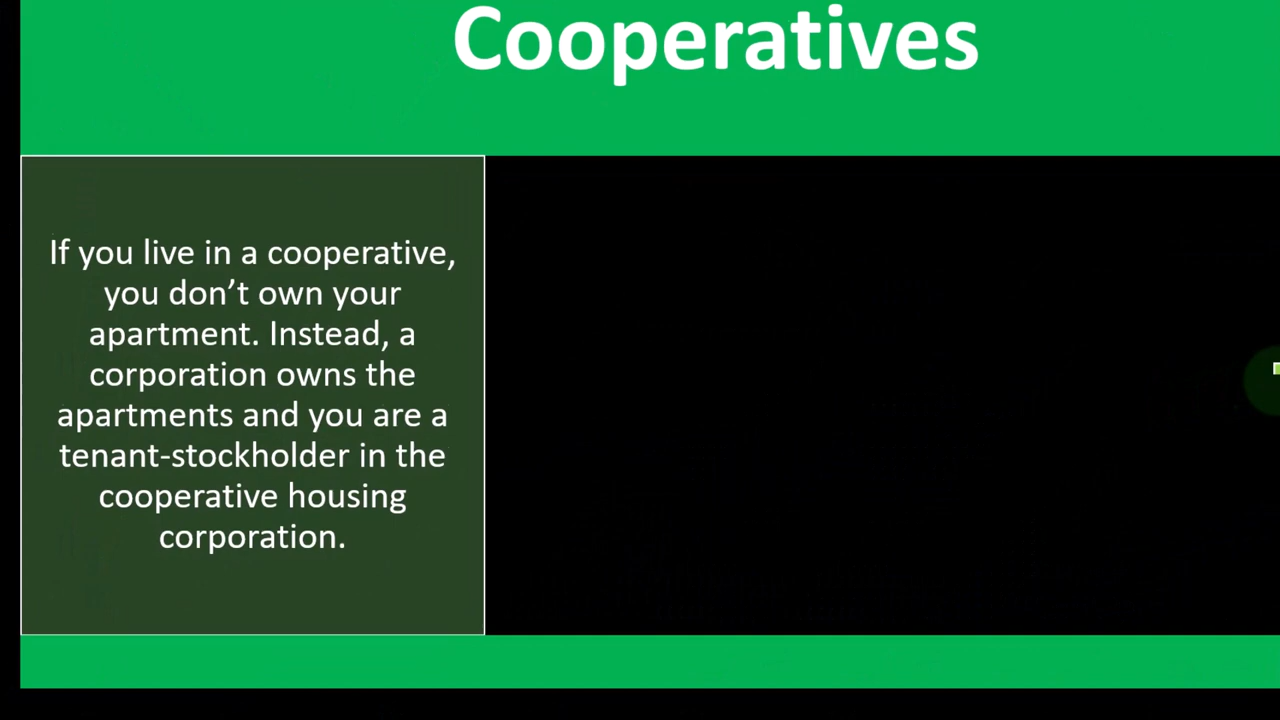 Cooperatives
If you live in a cooperative,
you don’t own your
apartment. Instead, a
corporation owns the
apartments and you are a
tenant-stockholder in the
cooperative housing
corporation.